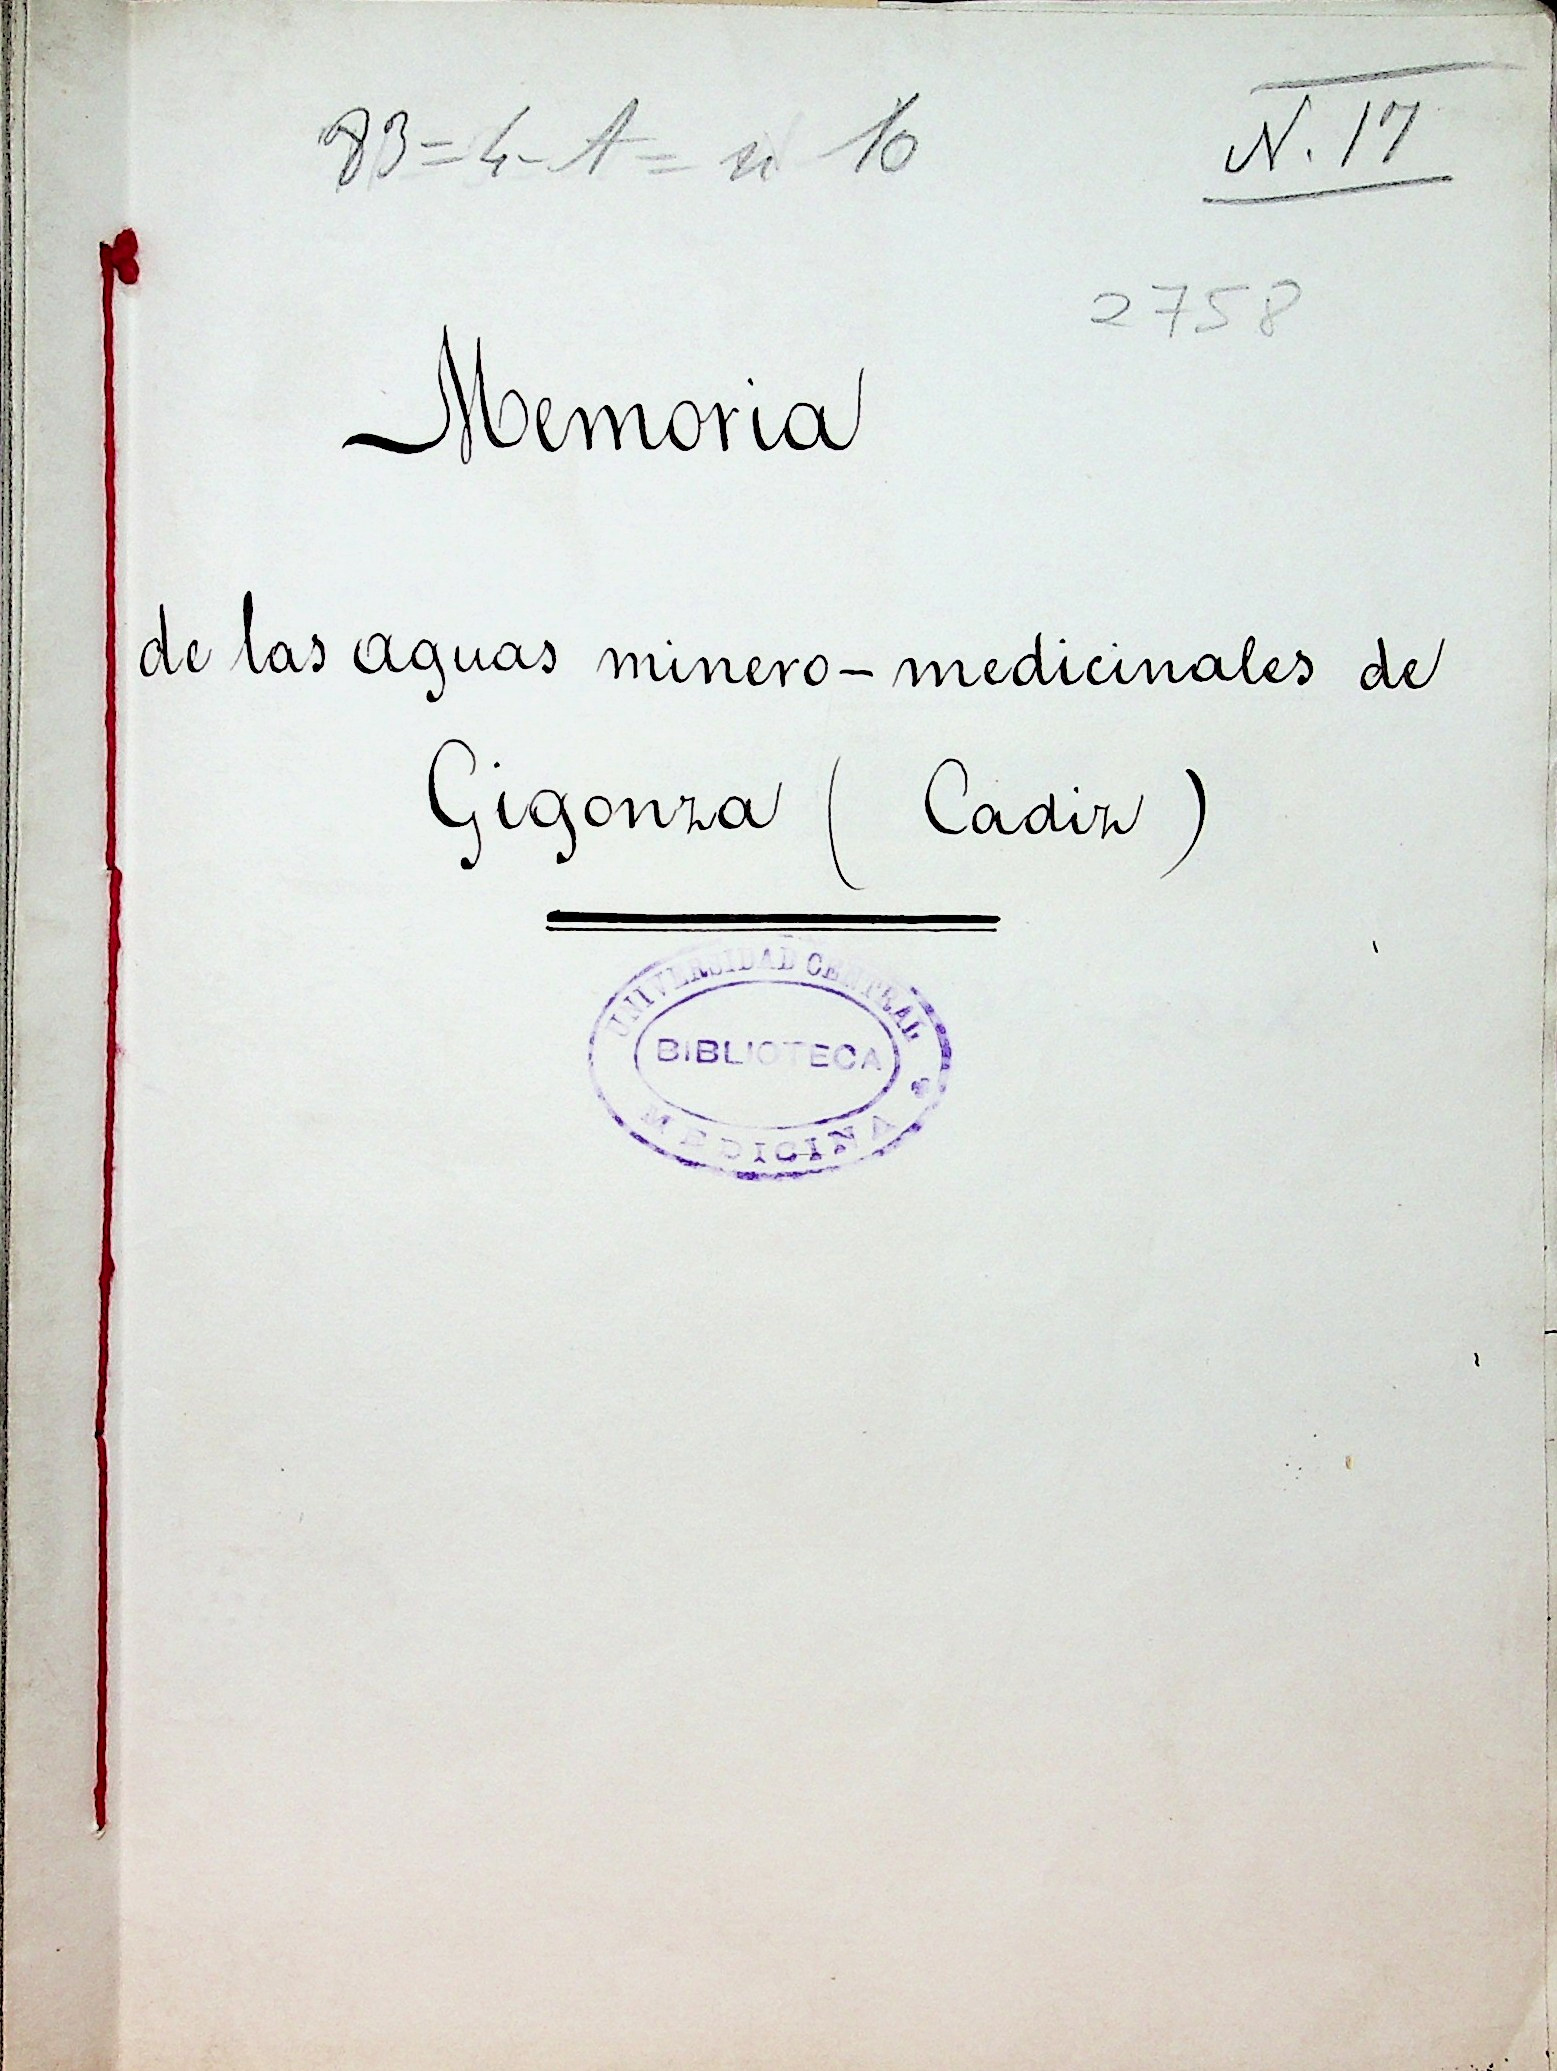 83=4-A=n 10
N. 17
2758
Memoria
de las aguas minero-medicinales de
Gigonza ( Cadiz )
UNIVERSIDAD CENTRAL
BIBLIOTECA
MEDICINA